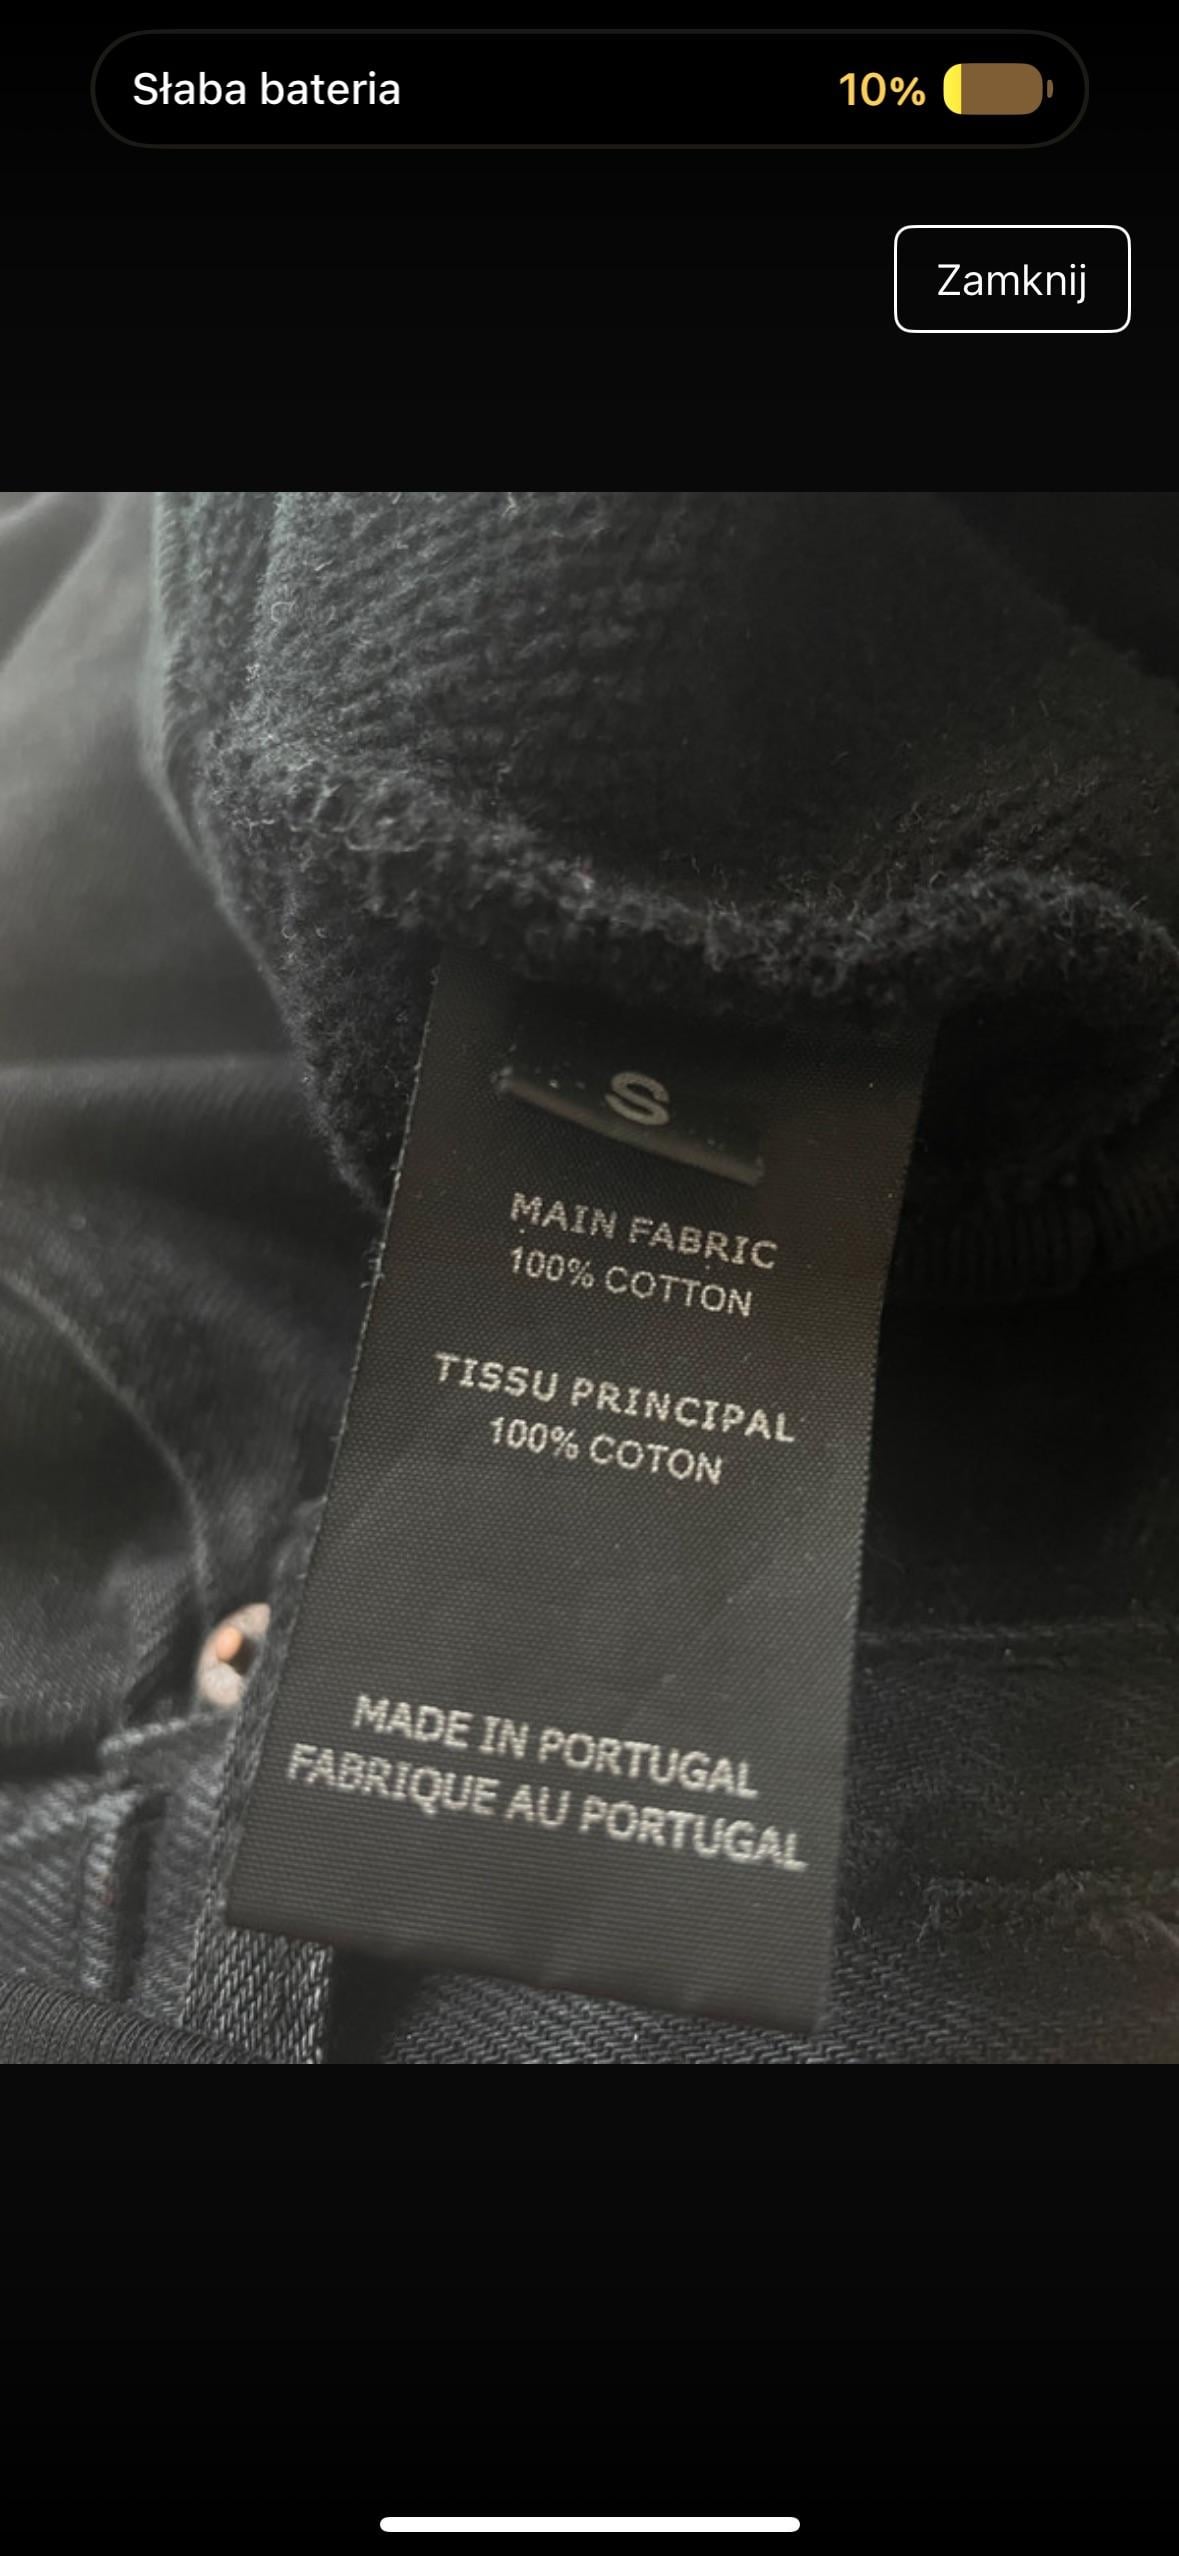 Słaba bateria 10%
Zamknij
S
MAIN FABRIC
100% COTTON
TISSU PRINCIPAL
100% COTON
MADE IN PORTUGAL
FABRIQUE AU PORTUGAL